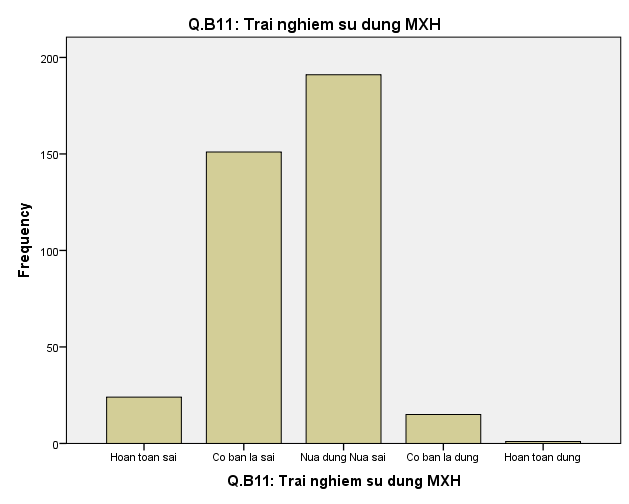 Q.B11: Trai nghiem su dung MXH
200
150
100
50
0
Frequency
Hoan toan sai
Co ban la sai
Nua dung Nua sai
Co ban la dung
Hoan toan dung
Q.B11: Trai nghiem su dung MXH